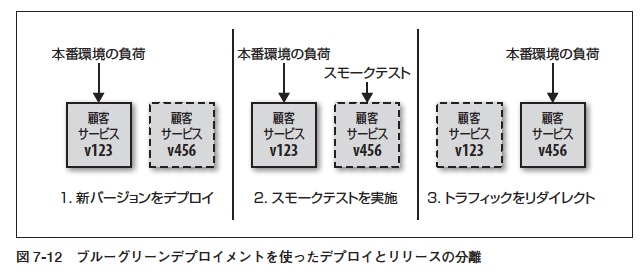 本番環境の負荷
顧客
サービス
v123
顧客
サービス
v456
1. 新バージョンをデプロイ
本番環境の負荷
スモークテスト
顧客
サービス
v123
顧客
サービス
v456
2. スモークテストを実施
本番環境の負荷
顧客
サービス
v123
顧客
サービス
v456
3. トラフィックをリダイレクト
図 7-12 ブルーグリーンデプロイメントを使ったデプロイとリリースの分離